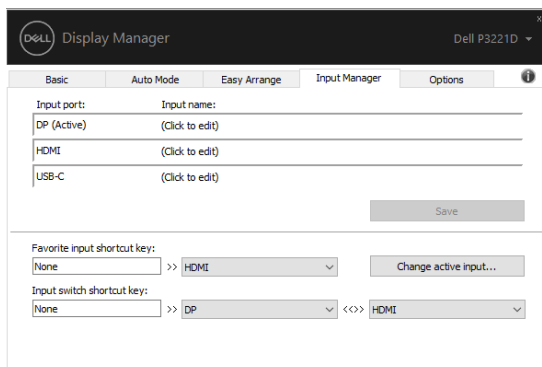 x
DELL Display Manager Dell P3221D
Basic Auto Mode Easy Arrange Input Manager Options i
Input port: Input name:
DP (Active) (Click to edit)
HDMI (Click to edit)
USB-C (Click to edit)
Save
Favorite input shortcut key:
None >> HDMI Change active input...
Input switch shortcut key:
None >> DP <<>> HDMI